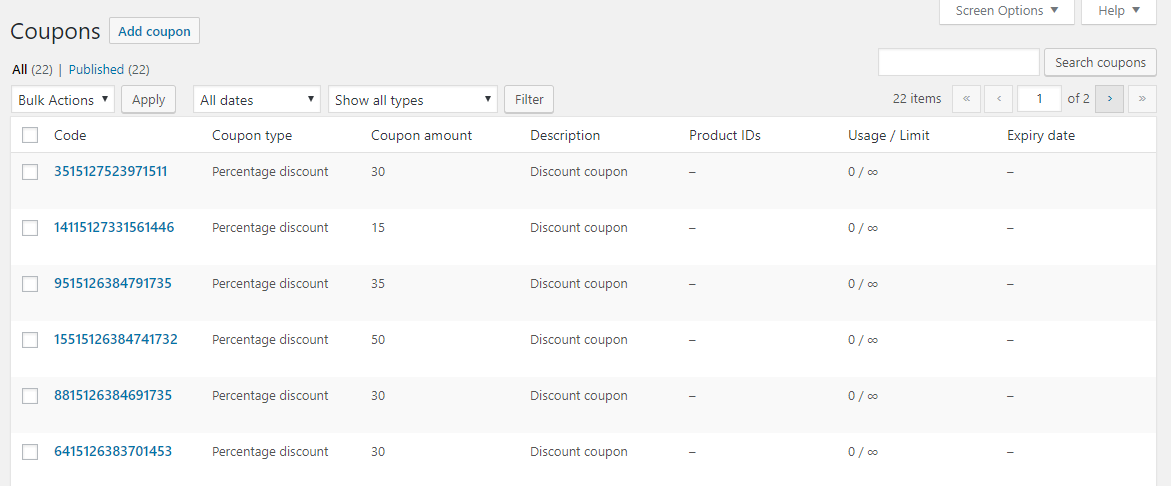 Screen Options ▼ Help ▼
Coupons Add coupon
All (22) | Published (22)
Search coupons
Bulk Actions ▼ Apply All dates ▼ Show all types ▼ Filter 22 items « ‹ 1 of 2 › »
Code Coupon type Coupon amount Description Product IDs Usage / Limit Expiry date
3515127523971511 Percentage discount 30 Discount coupon – 0 / ∞ –
14115127331561446 Percentage discount 15 Discount coupon – 0 / ∞ –
9515126384791735 Percentage discount 35 Discount coupon – 0 / ∞ –
15515126384741732 Percentage discount 50 Discount coupon – 0 / ∞ –
8815126384691735 Percentage discount 30 Discount coupon – 0 / ∞ –
6415126383701453 Percentage discount 30 Discount coupon – 0 / ∞ –